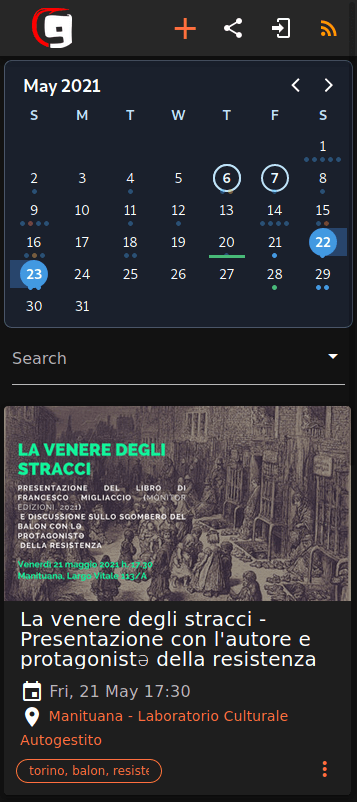 May 2021
S M T W T F S
1
2 3 4 5 6 7 8
9 10 11 12 13 14 15
16 17 18 19 20 21 22
23 24 25 26 27 28 29
30 31
Search
LA VENERE DEGLI
STRACCI
PRESENTAZIONE DEL LIBRO DI
FRANCESCO MIGLIACCIO (MONITOR
EDIZIONI, 2021)
E DISCUSSIONE SULLO SGOMBERO DEL
BALON CON LƏ
PROTAGONISTƏ
DELLA RESISTENZA
Venerdì 21 maggio 2021 h. 17:30
Manituana, Largo Vitale 113/A
La venere degli stracci -
Presentazione con l'autore e
protagonistə della resistenza
Fri, 21 May 17:30
Manituana - Laboratorio Culturale
Autogestito
torino, balon, resiste